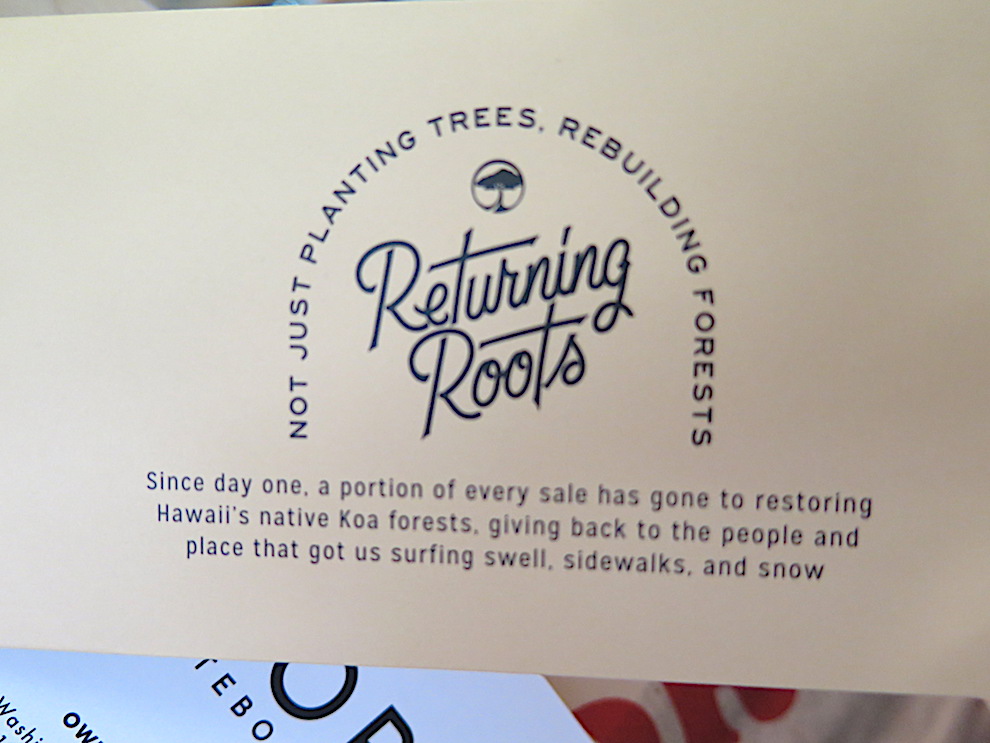 NOT JUST PLANTING TREES, REBUILDING FORESTS
Returning
Roots
Since day one, a portion of every sale has gone to restoring
Hawaii's native Koa forests, giving back to the people and
place that got us surfing swell, sidewalks, and snow